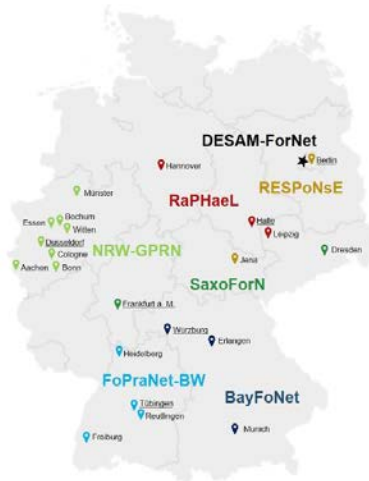 DESAM-ForNet
Berlin
Hannover
RESPoNsE
Münster
RaPHaeL
Essen
Bochum
Witten
Halle
Leipzig
Düsseldorf
NRW-GPRN
Cologne
Dresden
Jena
Aachen
Bonn
SaxoForN
Frankfurt a. M.
Würzburg
Erlangen
Heidelberg
FoPraNet-BW
BayFoNet
Tübingen
Reutlingen
Freiburg
Munich